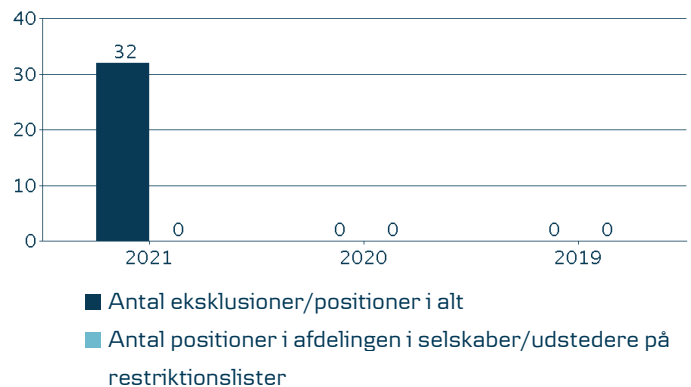 40
32
30
20
10
0 0 0 0 0 0
2021 2020 2019
Antal eksklusioner/positioner i alt
Antal positioner i afdelingen i selskaber/udstedere på
restriktionslister